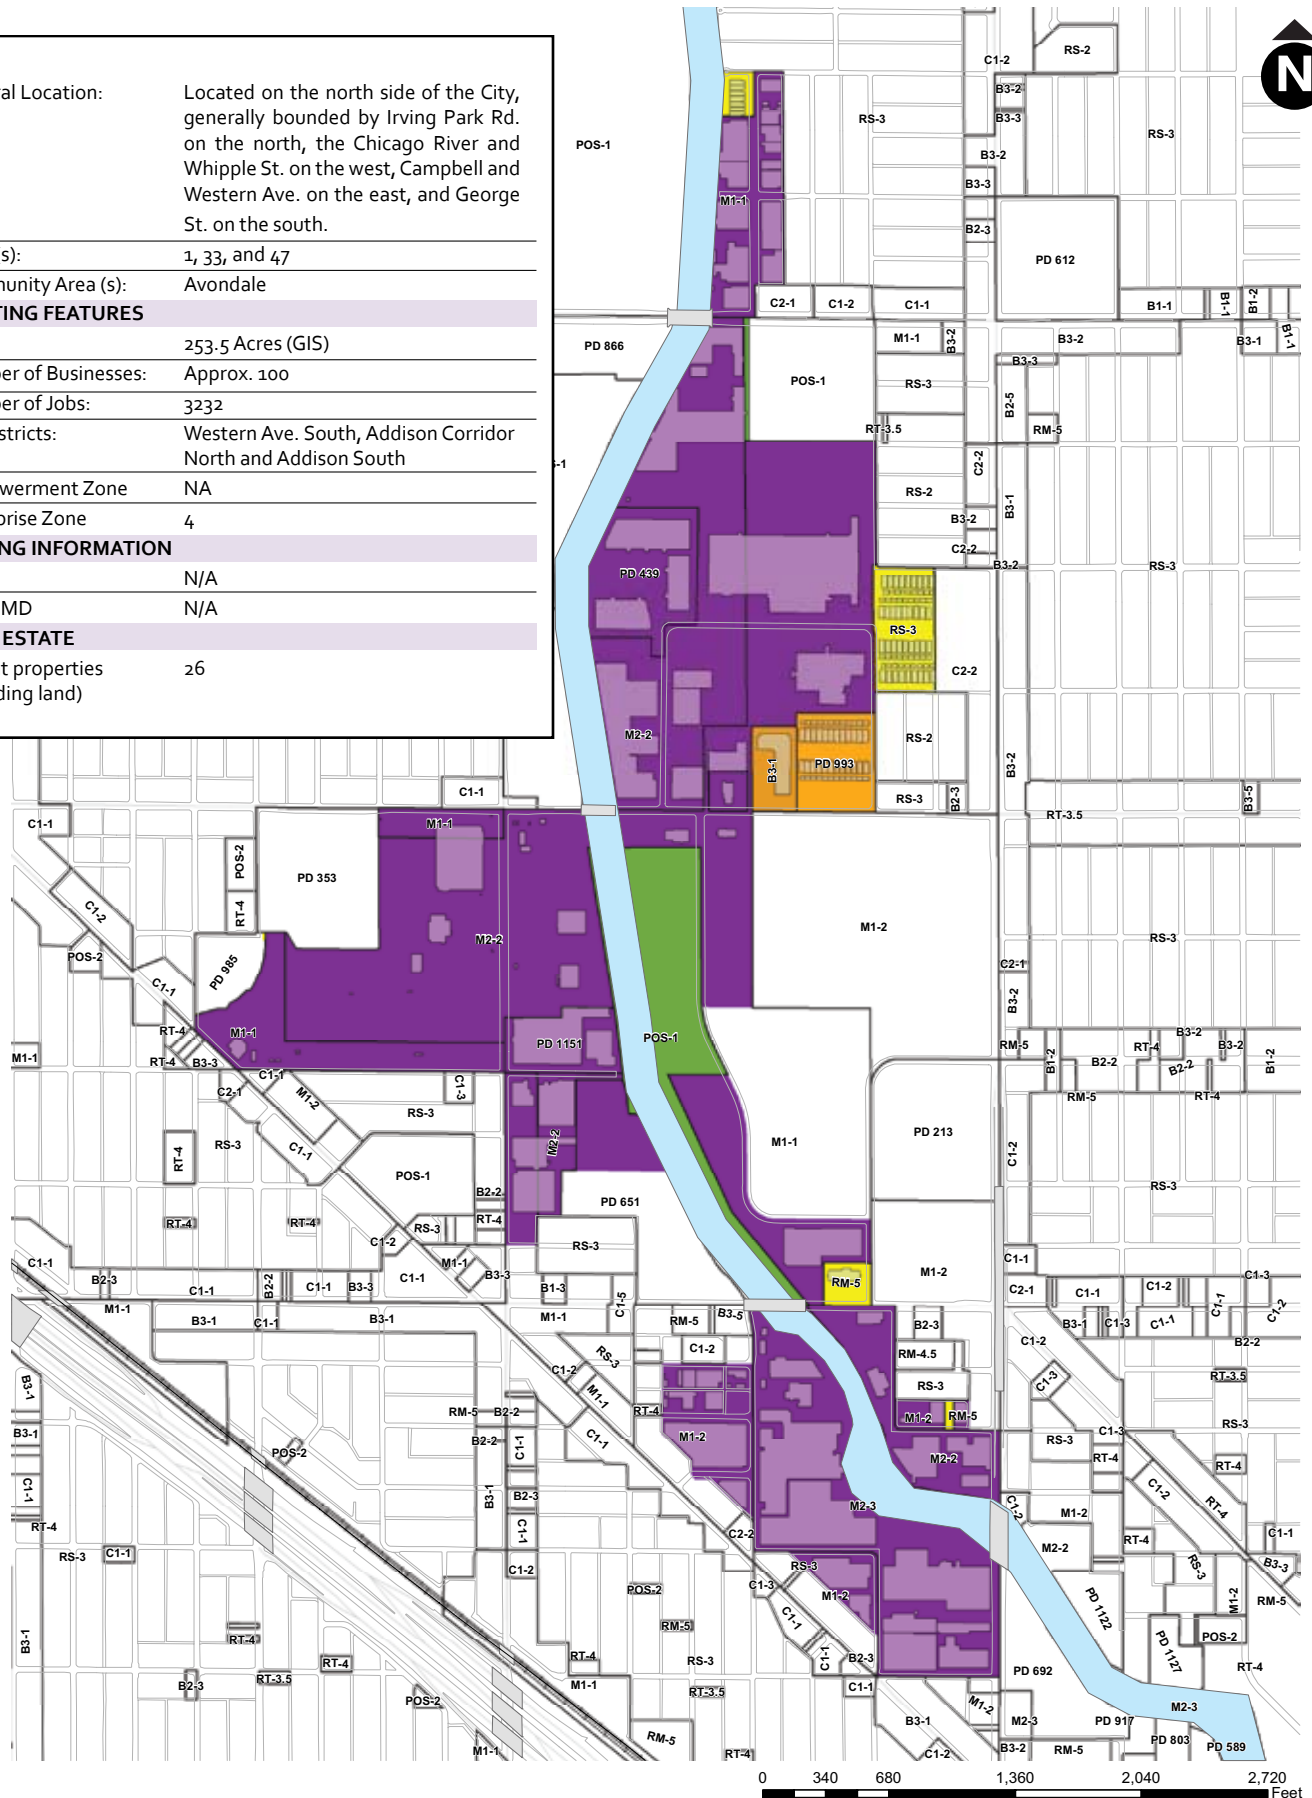 al Location: Located on the north side of the City,
generally bounded by Irving Park Rd.
on the north, the Chicago River and
Whipple St. on the west, Campbell and
Western Ave. on the east, and George
St. on the south.
(s): 1, 33, and 47
unity Area (s): Avondale
TING FEATURES
253.5 Acres (GIS)
er of Businesses: Approx. 100
er of Jobs: 3232
stricts: Western Ave. South, Addison Corridor
North and Addison South
werment Zone NA
prise Zone 4
NG INFORMATION
N/A
MD N/A
ESTATE
t properties 26
ding land)
N
RS-2
C1-2
B3-2
RS-3
B3-3
RS-3
POS-1
B3-2
B3-3
M1-1
B2-3
PD 612
C2-1 C1-2 C1-1 B1-1 B1-1 B1-2
PD 866
M1-1 B3-2 B3-2 B3-1 B1-1
B3-3
POS-1 RS-3
B2-5
RT-3.5 RM-5
-1
C2-2
RS-2 B3-1
B3-2
C2-2
B3-2 RS-3
PD 439
RS-3
C2-2
M2-2 RS-2
B3-1 PD 993 B3-2
C1-1 RS-3 B2-3 B3-5
C1-1 M1-1 RT-3.5
POS-2
PD 353
C1-2 RT-4
M1-2
M2-2 RS-3
POS-2 PD 985 C2-1
C1-1
B3-2
RT-4 M1-1 POS-1 PD 1151
M1-1 RT-4 B3-3 RM-5 B1-2 B2-2 RT-4 B3-2 B3-2 B2-2 B1-2
C1-1 C2-1 M1-2 C1-3 RM-5 RT-4
RS-3
RT-4 RS-3 C1-1 M2-2 M1-1 PD 213 C1-2
POS-1 RS-3
B2-2 PD 651
RT-4 RT-4 RS-3 RT-4
C1-2 RS-3
C1-1 M1-1 B3-3 C1-1 C1-3
B2-3 C1-1 B2-2 C1-1 B3-3 C1-1 B1-3 C1-5 RM-5 M1-2 C2-1 C1-1 C1-2 C1-1 C1-2
M1-1 B3-1 C1-1 B3-1 M1-1 RM-5 B3-5 B2-3 B3-1 C1-3 C1-1
C1-2 B2-2
RS-3 C1-2 RM-4.5
B3-1 C1-2 M1-1 RS-3 C1-3 RT-3.5
RM-5 B2-2 RT-4 M1-2 RM-5 RS-3
B3-1 B2-2 C1-1 C1-1 M1-2 RS-3 C1-3
POS-2 M2-2 RT-4 RT-4
C1-1 B3-1 B2-3 M2-3 C1-2 C1-2 RT-4
RT-4 C1-1 C2-2 M1-2 C1-1
RS-3 C1-1 C1-2 RS-3 M2-2 RT-4 RS-3 B3-3
POS-2 C1-3 M1-2 M1-2 RM-5
B3-1 RT-4 RM-5 C1-1 PD 1122 POS-2
RT-4 RT-4 RS-3 C1-1 B2-3 PD 1127
B2-3 RT-3.5 M1-1 RT-3.5 C1-1 PD 692 RT-4
POS-2 M1-2 M2-3
B3-1 M2-3 PD 917
RM-5 PD 803 PD 589
M1-1 RT-4 C1-2 B3-2 RM-5
0 340 680 1,360 2,040 2,720
Feet